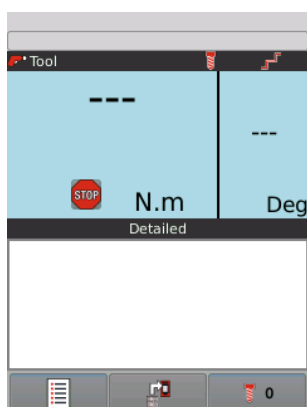 Tool
---
---
STOP
N.m
Deg
Detailed
0